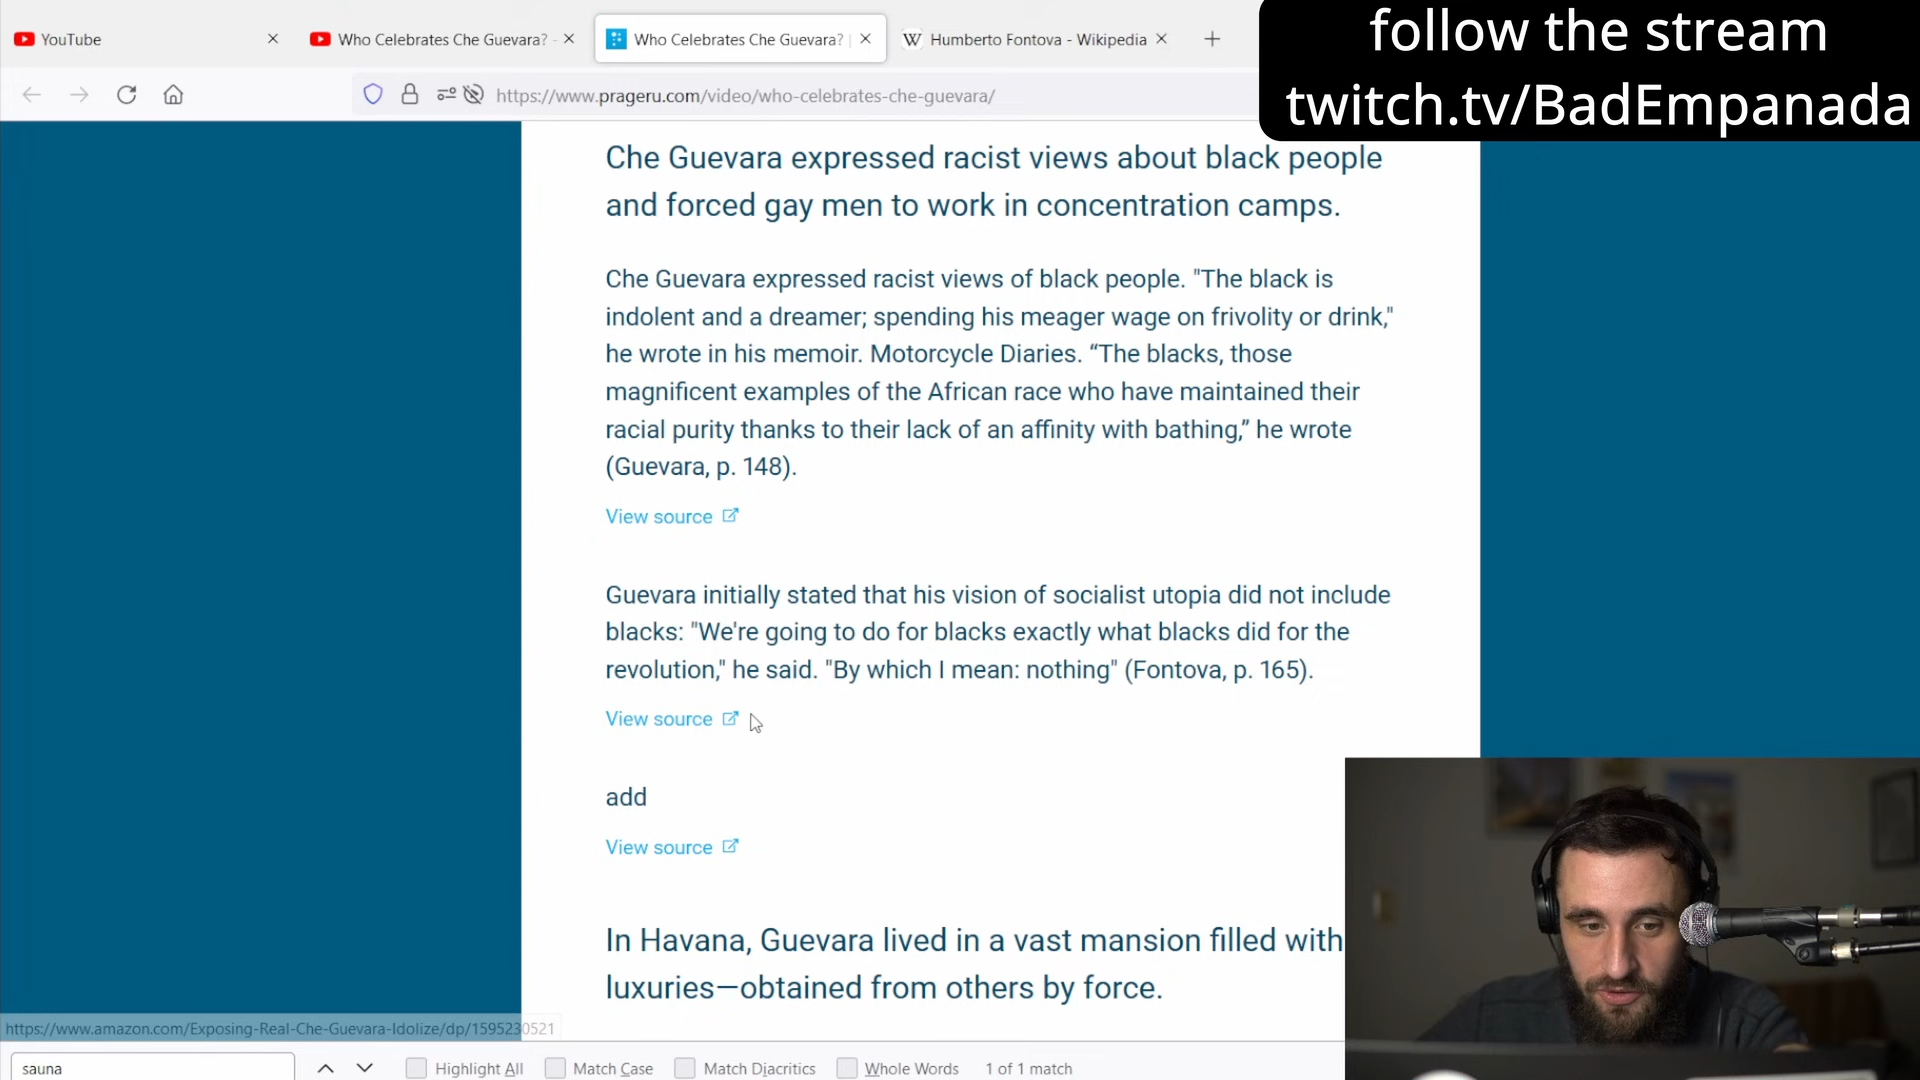 YouTube
Who Celebrates Che Guevara? -
Who Celebrates Che Guevara? |
W Humberto Fontova - Wikipedia
follow the stream
twitch.tv/BadEmpanada
https://www.prageru.com/video/who-celebrates-che-guevara/
Che Guevara expressed racist views about black people
and forced gay men to work in concentration camps.
Che Guevara expressed racist views of black people. "The black is
indolent and a dreamer; spending his meager wage on frivolity or drink,"
he wrote in his memoir. Motorcycle Diaries. “The blacks, those
magnificent examples of the African race who have maintained their
racial purity thanks to their lack of an affinity with bathing,” he wrote
(Guevara, p. 148).
View source
Guevara initially stated that his vision of socialist utopia did not include
blacks: "We're going to do for blacks exactly what blacks did for the
revolution," he said. "By which I mean: nothing" (Fontova, p. 165).
View source
add
View source
In Havana, Guevara lived in a vast mansion filled with
luxuries—obtained from others by force.
https://www.amazon.com/Exposing-Real-Che-Guevara-Idolize/dp/1595230521
sauna
Highlight All
Match Case
Match Diacritics
Whole Words
1 of 1 match